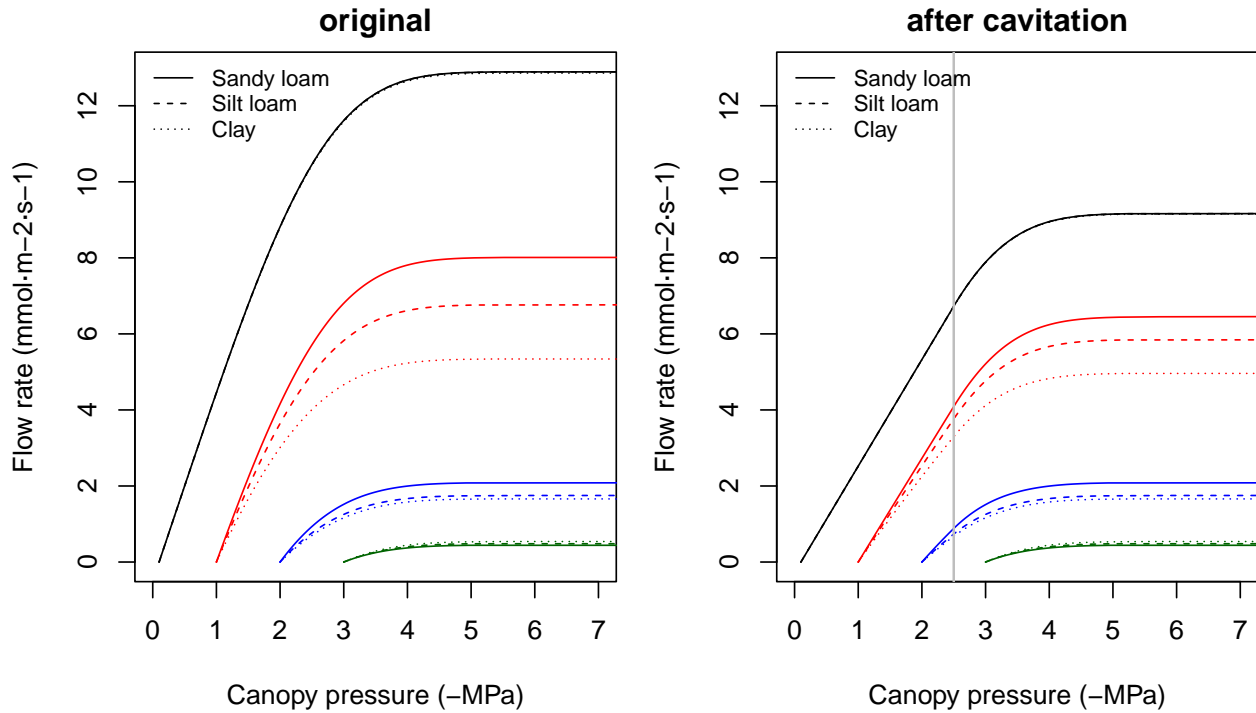 original
Sandy loam
Silt loam
Clay
Flow rate (mmol·m−2·s−1)
0 2 4 6 8 10 12
0 1 2 3 4 5 6 7
Canopy pressure (−MPa)
after cavitation
Sandy loam
Silt loam
Clay
Flow rate (mmol·m−2·s−1)
0 2 4 6 8 10 12
0 1 2 3 4 5 6 7
Canopy pressure (−MPa)